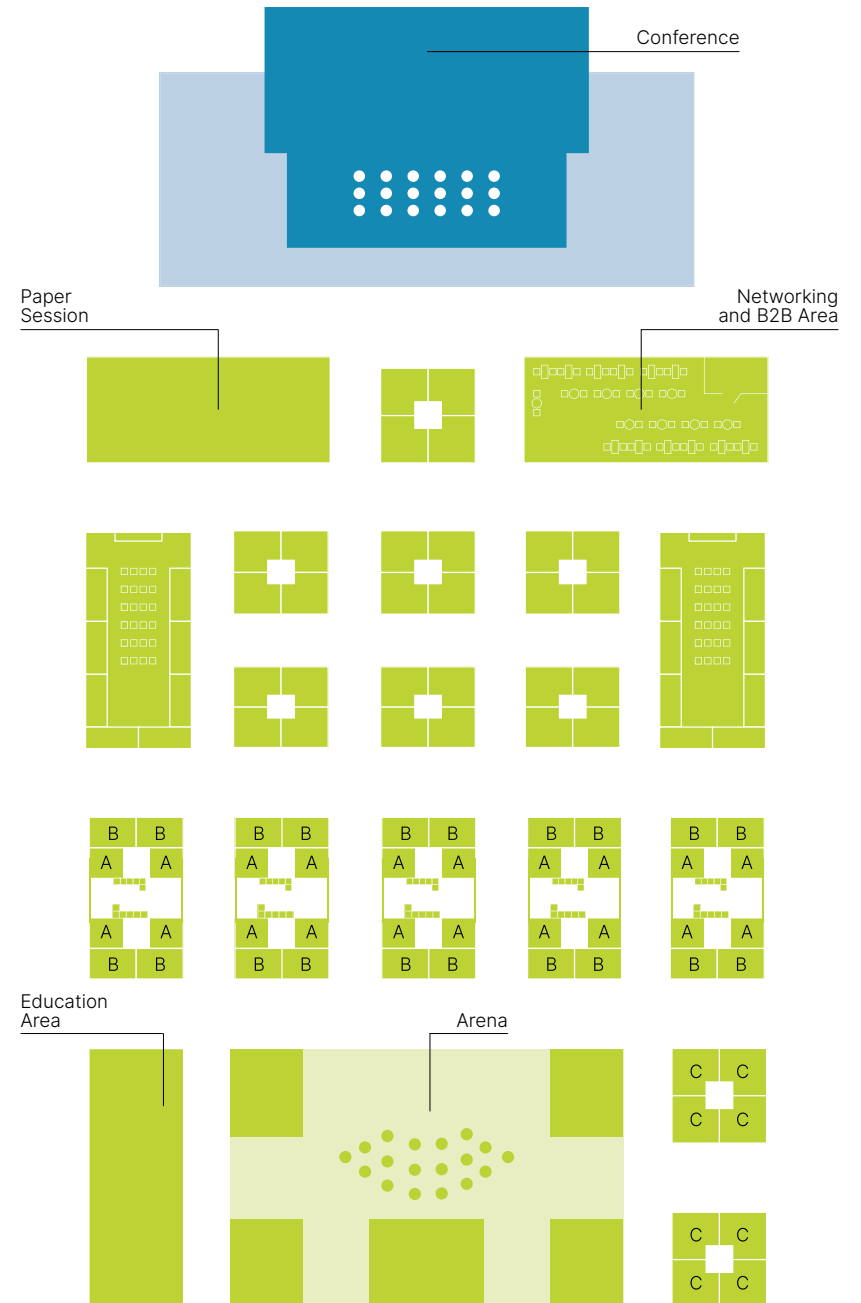 Conference
Paper
Session
Networking
and B2B Area
B B B B B B B B B B
A A A A A A A A A A
A A A A A A A A A A
B B B B B B B B B B
Education
Area
Arena
C C
C C
C C
C C